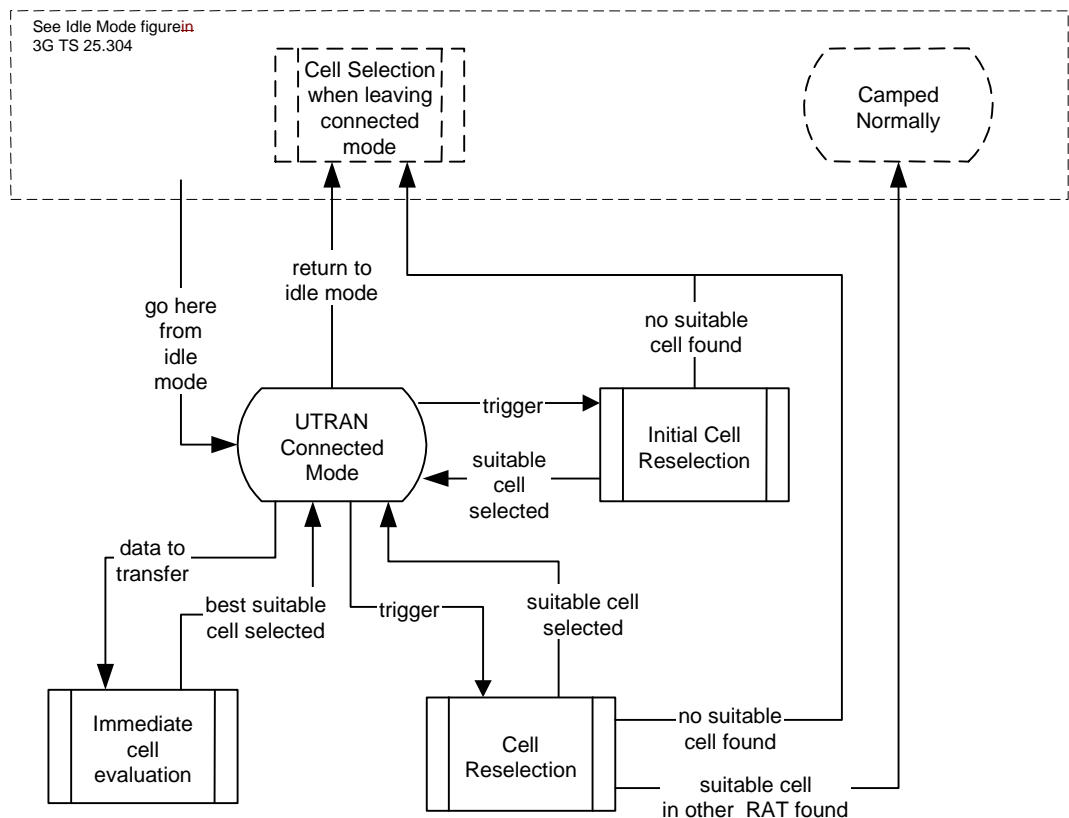 See Idle Mode figurein
3G TS 25.304
Cell Selection
when leaving
connected
mode
Camped
Normally
return to
idle mode
go here
from
idle
mode
no suitable
cell found
UTRAN
Connected
Mode
trigger
Initial Cell
Reselection
suitable
cell
selected
data to
transfer
best suitable
cell selected
trigger
suitable cell
selected
Immediate
cell
evaluation
Cell
Reselection
no suitable
cell found
suitable cell
in other RAT found